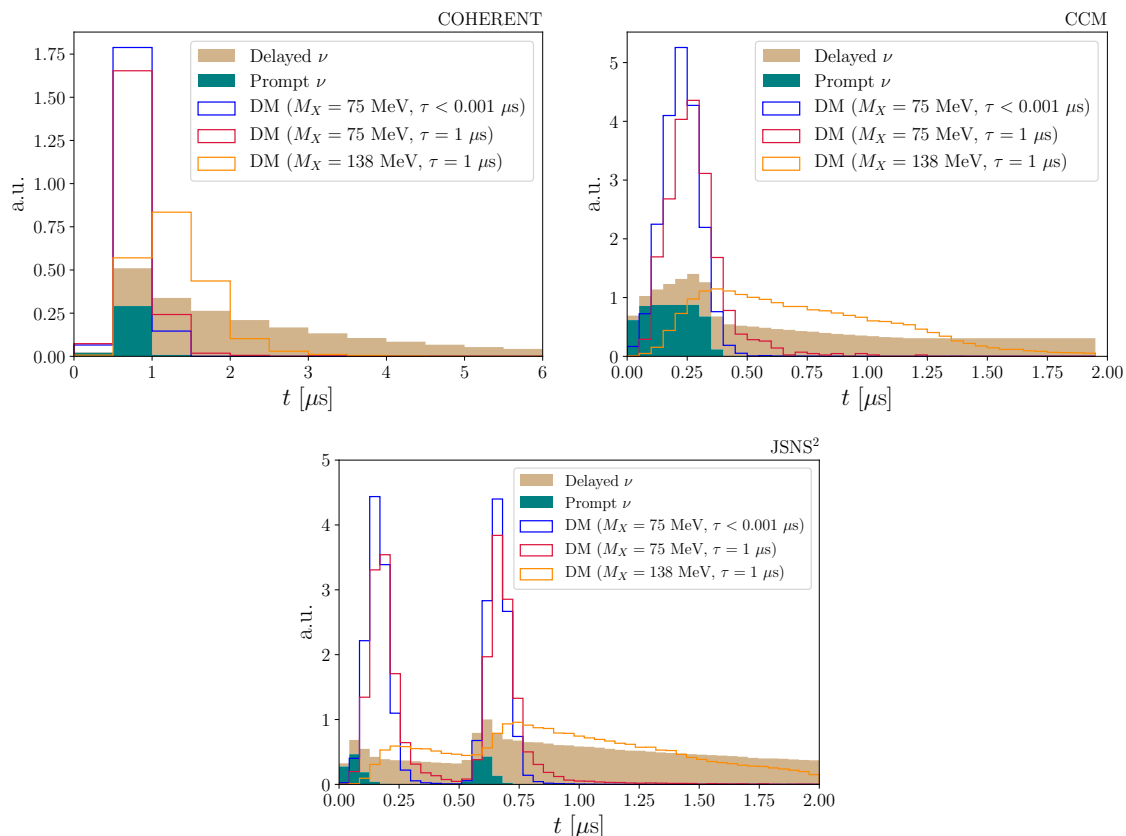 COHERENT
Delayed ν
Prompt ν
DM (M_X = 75 MeV, τ < 0.001 μs)
DM (M_X = 75 MeV, τ = 1 μs)
DM (M_X = 138 MeV, τ = 1 μs)
a.u.
1.75
1.50
1.25
1.00
0.75
0.50
0.25
0.00
0 1 2 3 4 5 6
t [μs]
CCM
Delayed ν
Prompt ν
DM (M_X = 75 MeV, τ < 0.001 μs)
DM (M_X = 75 MeV, τ = 1 μs)
DM (M_X = 138 MeV, τ = 1 μs)
a.u.
5
4
3
2
1
0
0.00 0.25 0.50 0.75 1.00 1.25 1.50 1.75 2.00
t [μs]
JSNS²
Delayed ν
Prompt ν
DM (M_X = 75 MeV, τ < 0.001 μs)
DM (M_X = 75 MeV, τ = 1 μs)
DM (M_X = 138 MeV, τ = 1 μs)
a.u.
5
4
3
2
1
0
0.00 0.25 0.50 0.75 1.00 1.25 1.50 1.75 2.00
t [μs]